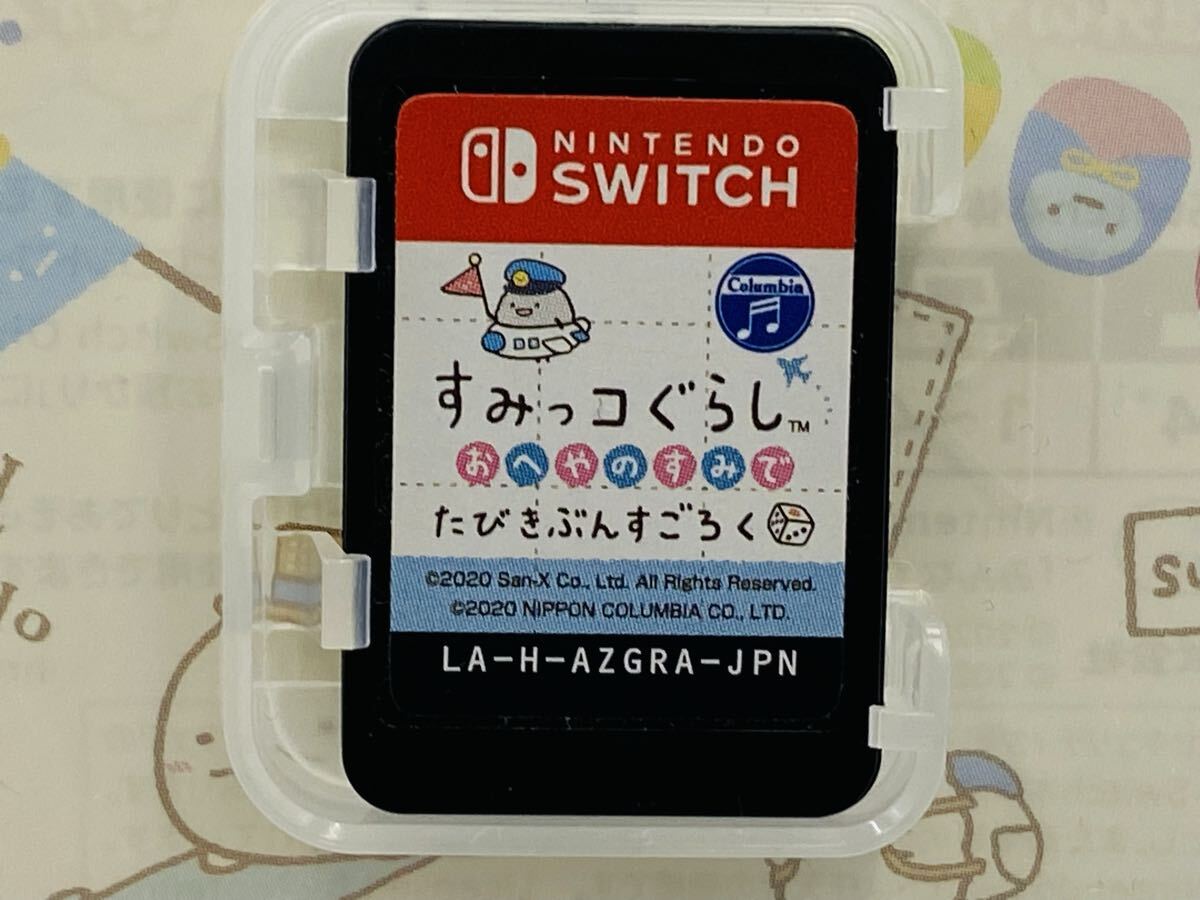 NINTENDO
SWITCH
Columbia
すみっコぐらし™
おへやのすみで
たびきぶんすごろく
©2020 San-X Co., Ltd. All Rights Reserved.
©2020 NIPPON COLUMBIA CO., LTD.
LA-H-AZGRA-JPN